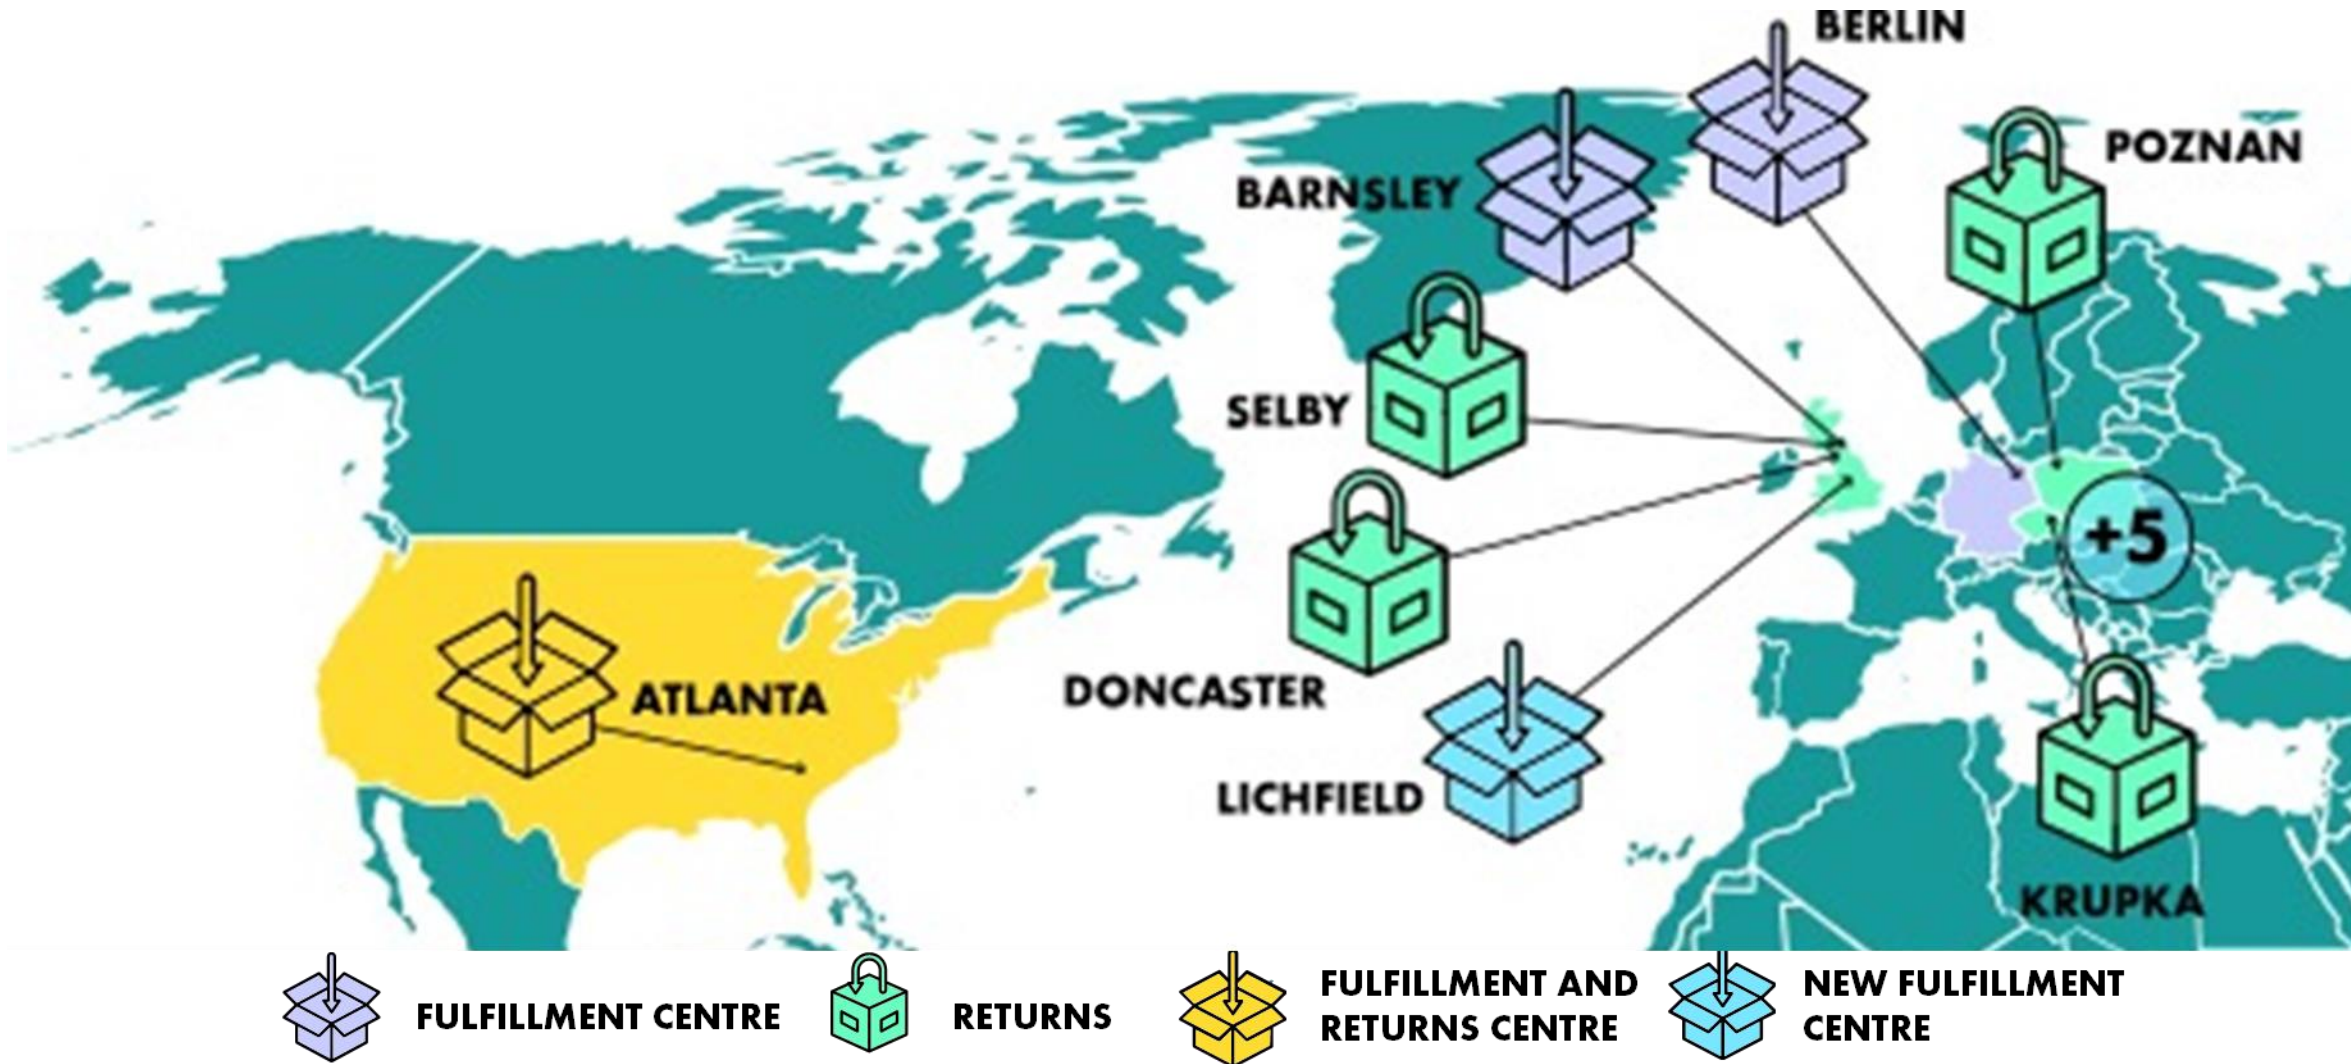 BERLIN
POZNAN
BARNSLEY
SELBY
+5
ATLANTA
DONCASTER
LICHFIELD
KRUPKA
FULFILLMENT CENTRE
RETURNS
FULFILLMENT AND
RETURNS CENTRE
NEW FULFILLMENT
CENTRE